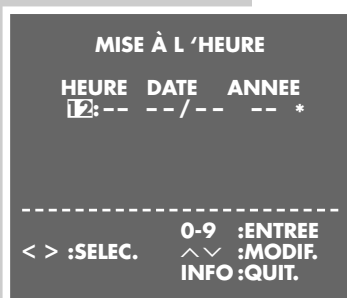 MISE À L ‘HEURE
HEURE DATE ANNEE
12:-- --/-- -- *
0-9 :ENTREE
< > :SELEC. ︿﹀ :MODIF.
INFO :QUIT.